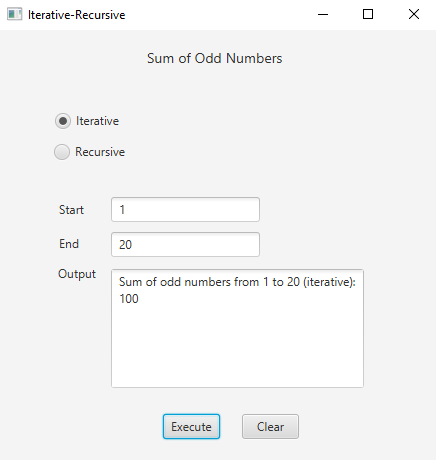 Iterative-Recursive
Sum of Odd Numbers
Iterative
Recursive
Start 1
End 20
Output
Sum of odd numbers from 1 to 20 (iterative):
100
Execute Clear